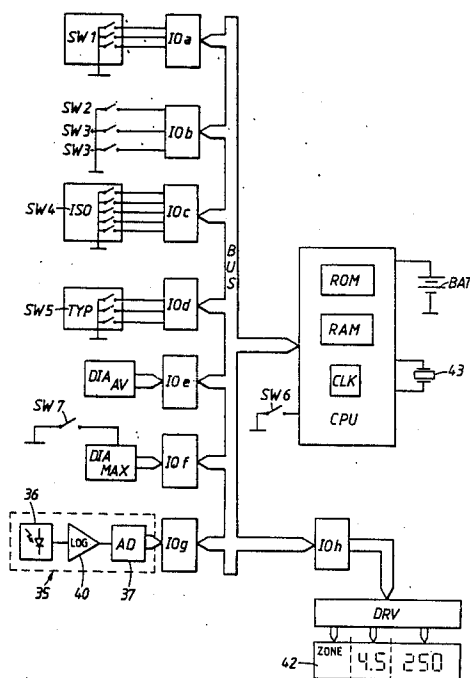 SW1
IOa
SW2
SW3
SW3
IOb
SW4
ISO
IOc
BUS
SW5
TYP
IOd
ROM
RAM
CLK
CPU
BAT
43
SW6
DIA AV
IOe
SW7
DIA MAX
IOf
36
LOG
AD
IOg
35
40
37
IOh
DRV
42
ZONE 4.5 250